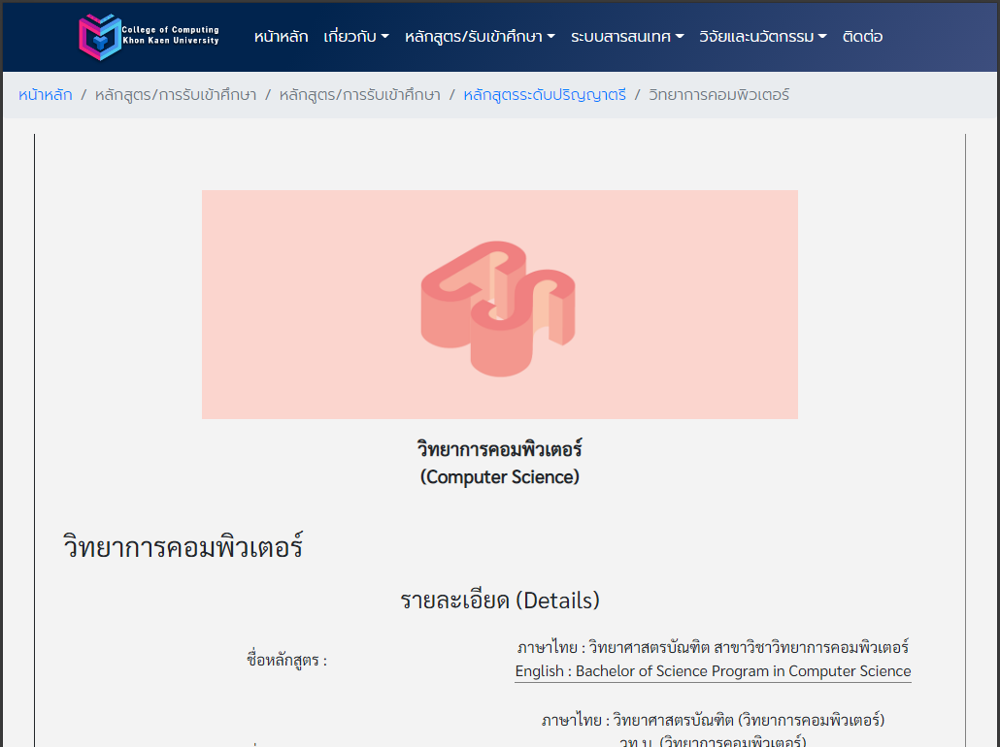 College of Computing
Khon Kaen University
หน้าหลัก เกี่ยวกับ หลักสูตร/รับเข้าศึกษา ระบบสารสนเทศ วิจัยและนวัตกรรม ติดต่อ
หน้าหลัก / หลักสูตร/การรับเข้าศึกษา / หลักสูตร/การรับเข้าศึกษา / หลักสูตรระดับปริญญาตรี / วิทยาการคอมพิวเตอร์
วิทยาการคอมพิวเตอร์
(Computer Science)
วิทยาการคอมพิวเตอร์
รายละเอียด (Details)
ชื่อหลักสูตร :
ภาษาไทย : วิทยาศาสตรบัณฑิต สาขาวิชาวิทยาการคอมพิวเตอร์
English : Bachelor of Science Program in Computer Science
ภาษาไทย : วิทยาศาสตรบัณฑิต (วิทยาการคอมพิวเตอร์)
วท.บ. (วิทยาการคอมพิวเตอร์)